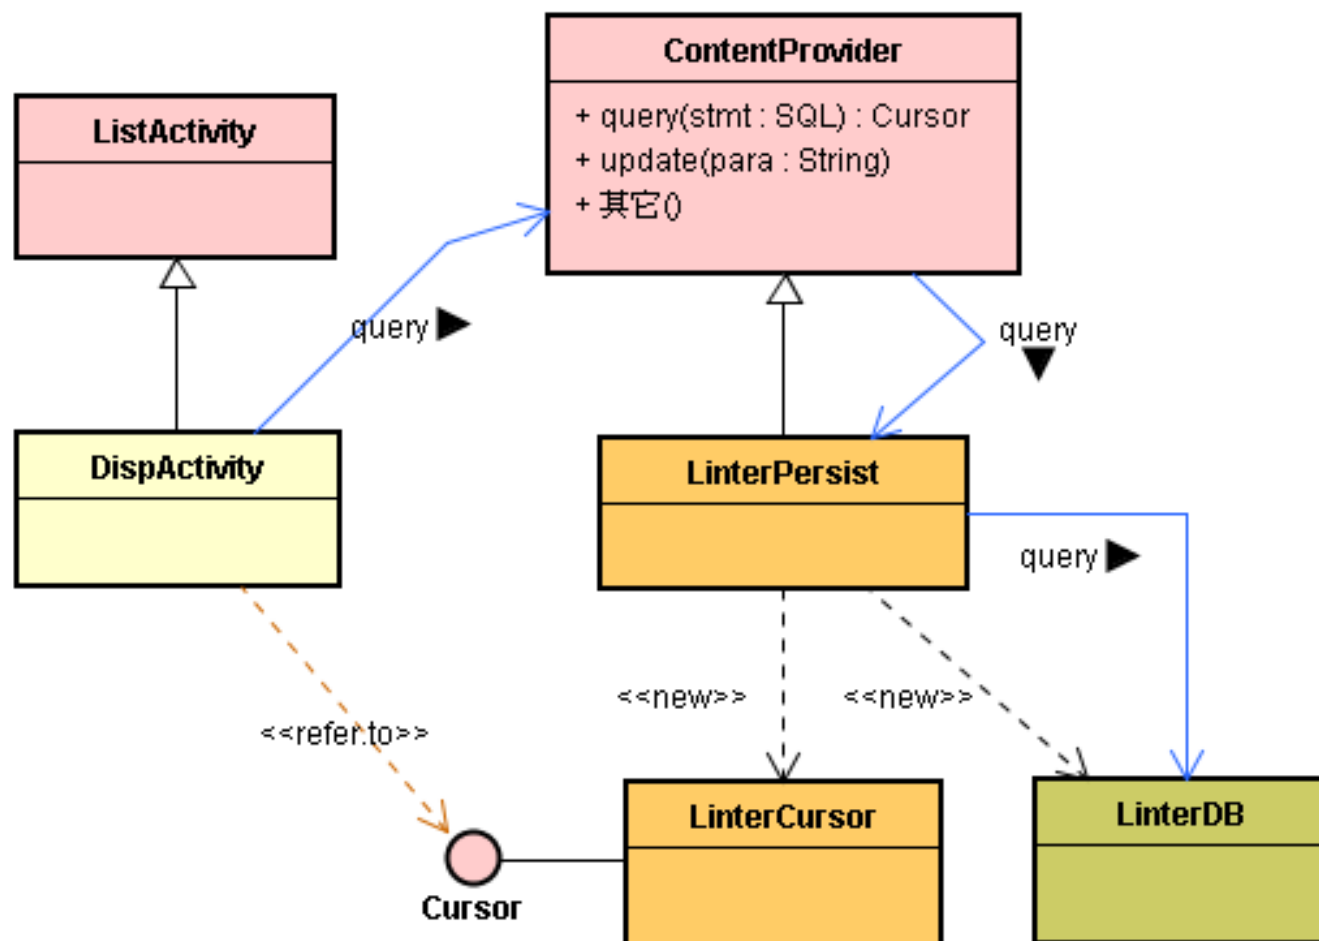 ContentProvider
+ query(stmt : SQL) : Cursor
+ update(para : String)
+ 其它()
ListActivity
query
query
DispActivity
LinterPersist
query
<<new>>
<<new>>
<<refer.to>>
LinterCursor
LinterDB
Cursor